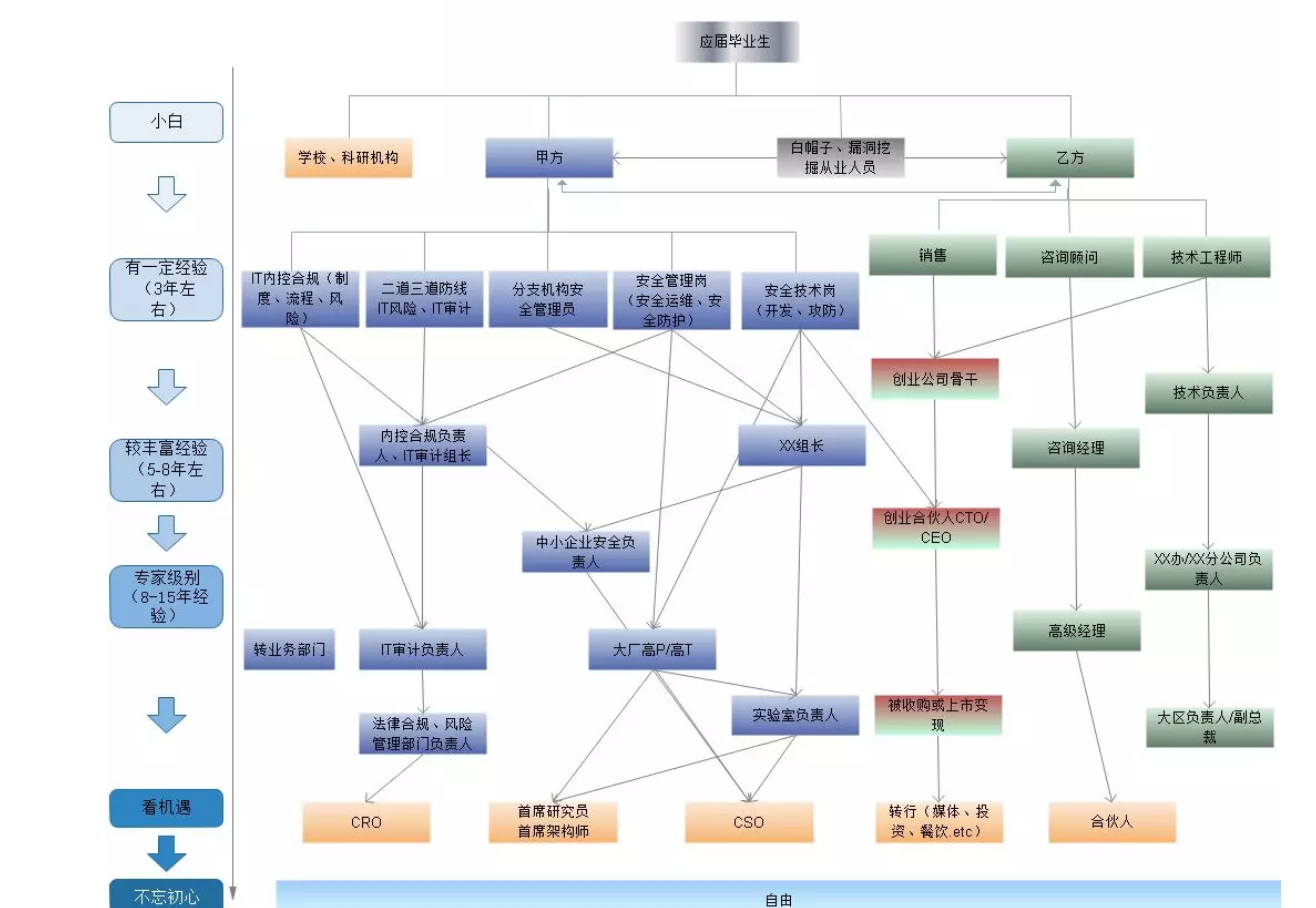 应届毕业生
小白
学校、科研机构
甲方
白帽子、漏洞挖
掘从业人员
乙方
有一定经验
（3年左
右）
IT内控合规（制
度、流程、风
险）
二道三道防线
IT风险、IT审计
分支机构安
全管理员
安全管理岗
（安全运维、安
全防护）
安全技术岗
（开发、攻防）
销售
咨询顾问
技术工程师
创业公司骨干
技术负责人
较丰富经验
（5-8年左
右）
内控合规负责
人、IT审计组长
XX组长
咨询经理
创业合伙人CTO/
CEO
中小企业安全负
责人
XX办/XX分公司负
责人
专家级别
（8-15年经
验）
转业务部门
IT审计负责人
大厂高P/高T
高级经理
法律合规、风险
管理部门负责人
实验室负责人
被收购或上市变
现
大区负责人/副总
裁
看机遇
CRO
首席研究员
首席架构师
CSO
转行（媒体、投
资、餐饮.etc）
合伙人
不忘初心
自由